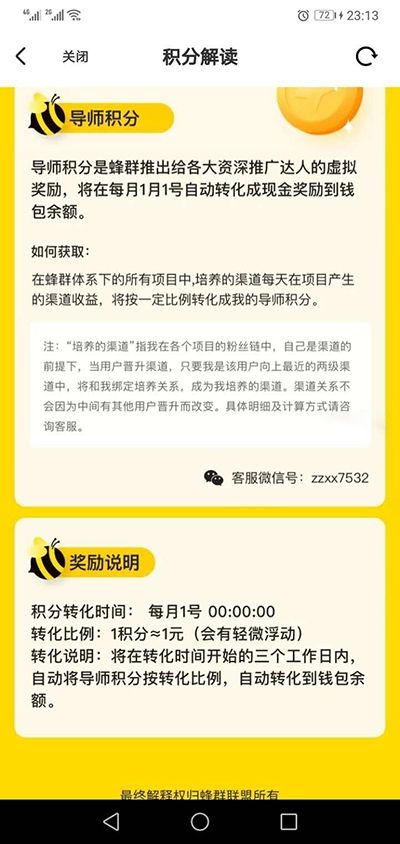 4G 2G 72 23:13
关闭 积分解读
导师积分
导师积分是蜂群推出给各大资深推广达人的虚拟
奖励，将在每月1月1号自动转化成现金奖励到钱
包余额。
如何获取：
在蜂群体系下的所有项目中,培养的渠道每天在项目产生
的渠道收益，将按一定比例转化成我的导师积分。
注：“培养的渠道”指我在各个项目的粉丝链中，自己是渠道的
前提下，当用户晋升渠道，只要我是该用户向上最近的两级渠
道中，将和我绑定培养关系，成为我培养的渠道。渠道关系不
会因为中间有其他用户晋升而改变。具体明细及计算方式请咨
询客服。
客服微信号：zzxx7532
奖励说明
积分转化时间： 每月1号 00:00:00
转化比例：1积分≈1元（会有轻微浮动）
转化说明：将在转化时间开始的三个工作日内，
自动将导师积分按转化比例，自动转化到钱包余
额。
最终解释权归蜂群联盟所有